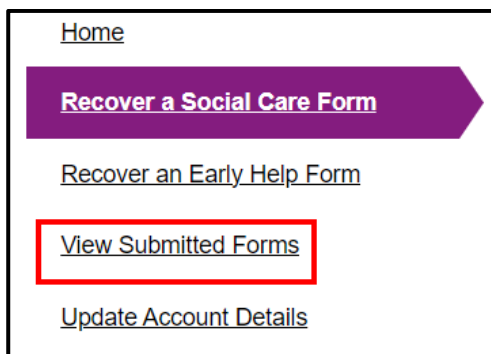 Home
Recover a Social Care Form
Recover an Early Help Form
View Submitted Forms
Update Account Details